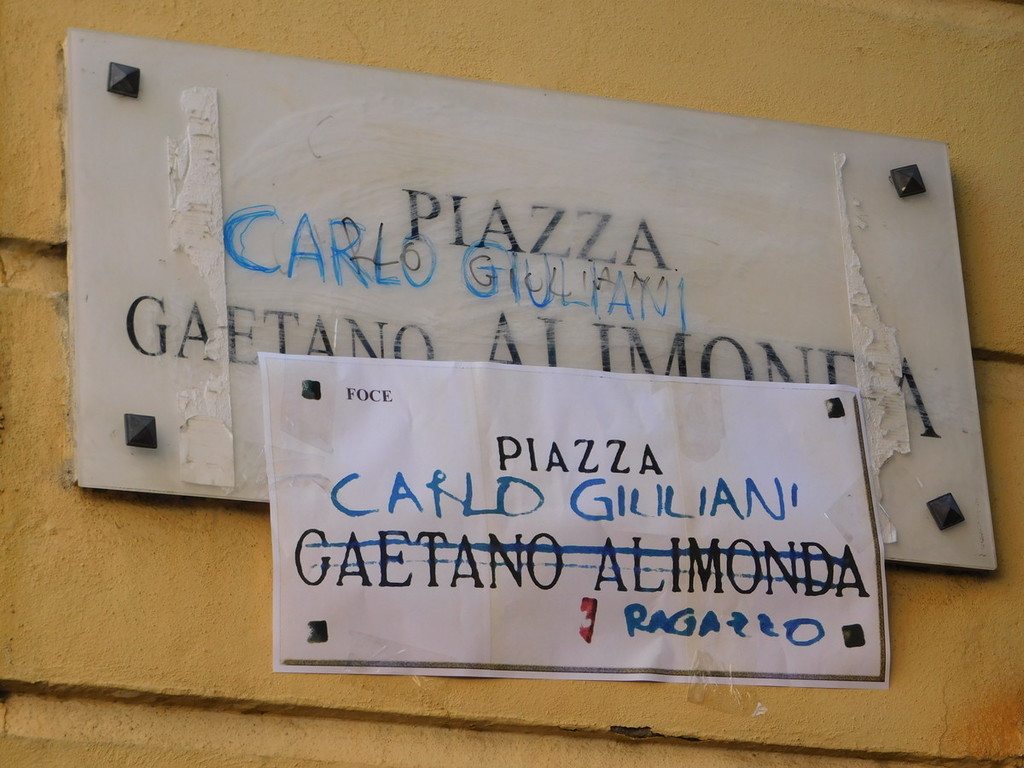 PIAZZA
CARLO GIULIANI
GAETANO ALIMONDA
FOCE
PIAZZA
CARLO GIULIANI
GAETANO ALIMONDA
RAGAZZO